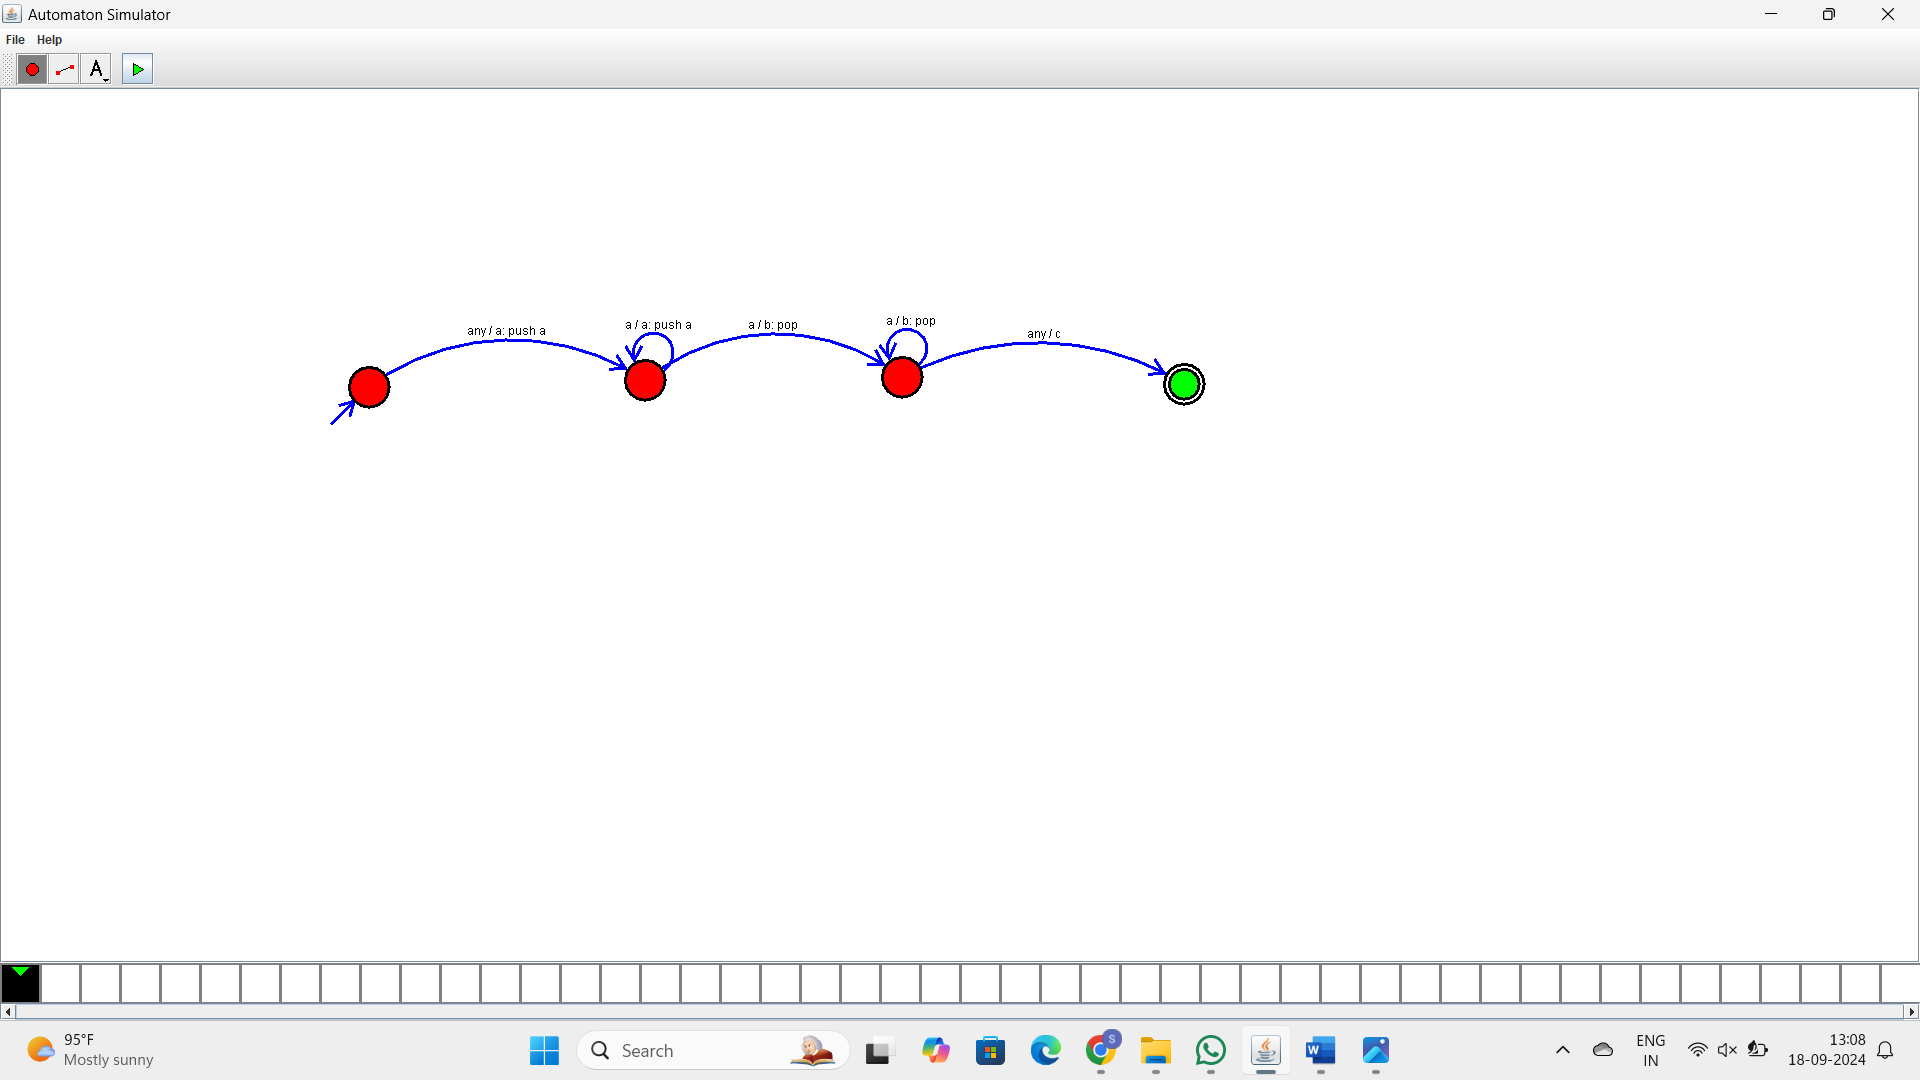 Automaton Simulator
File Help
A
any / a: push a
a / a: push a
a / b: pop
a / b: pop
any / c
95°F
Mostly sunny
Search
S
W
ENG
IN
13:08
18-09-2024